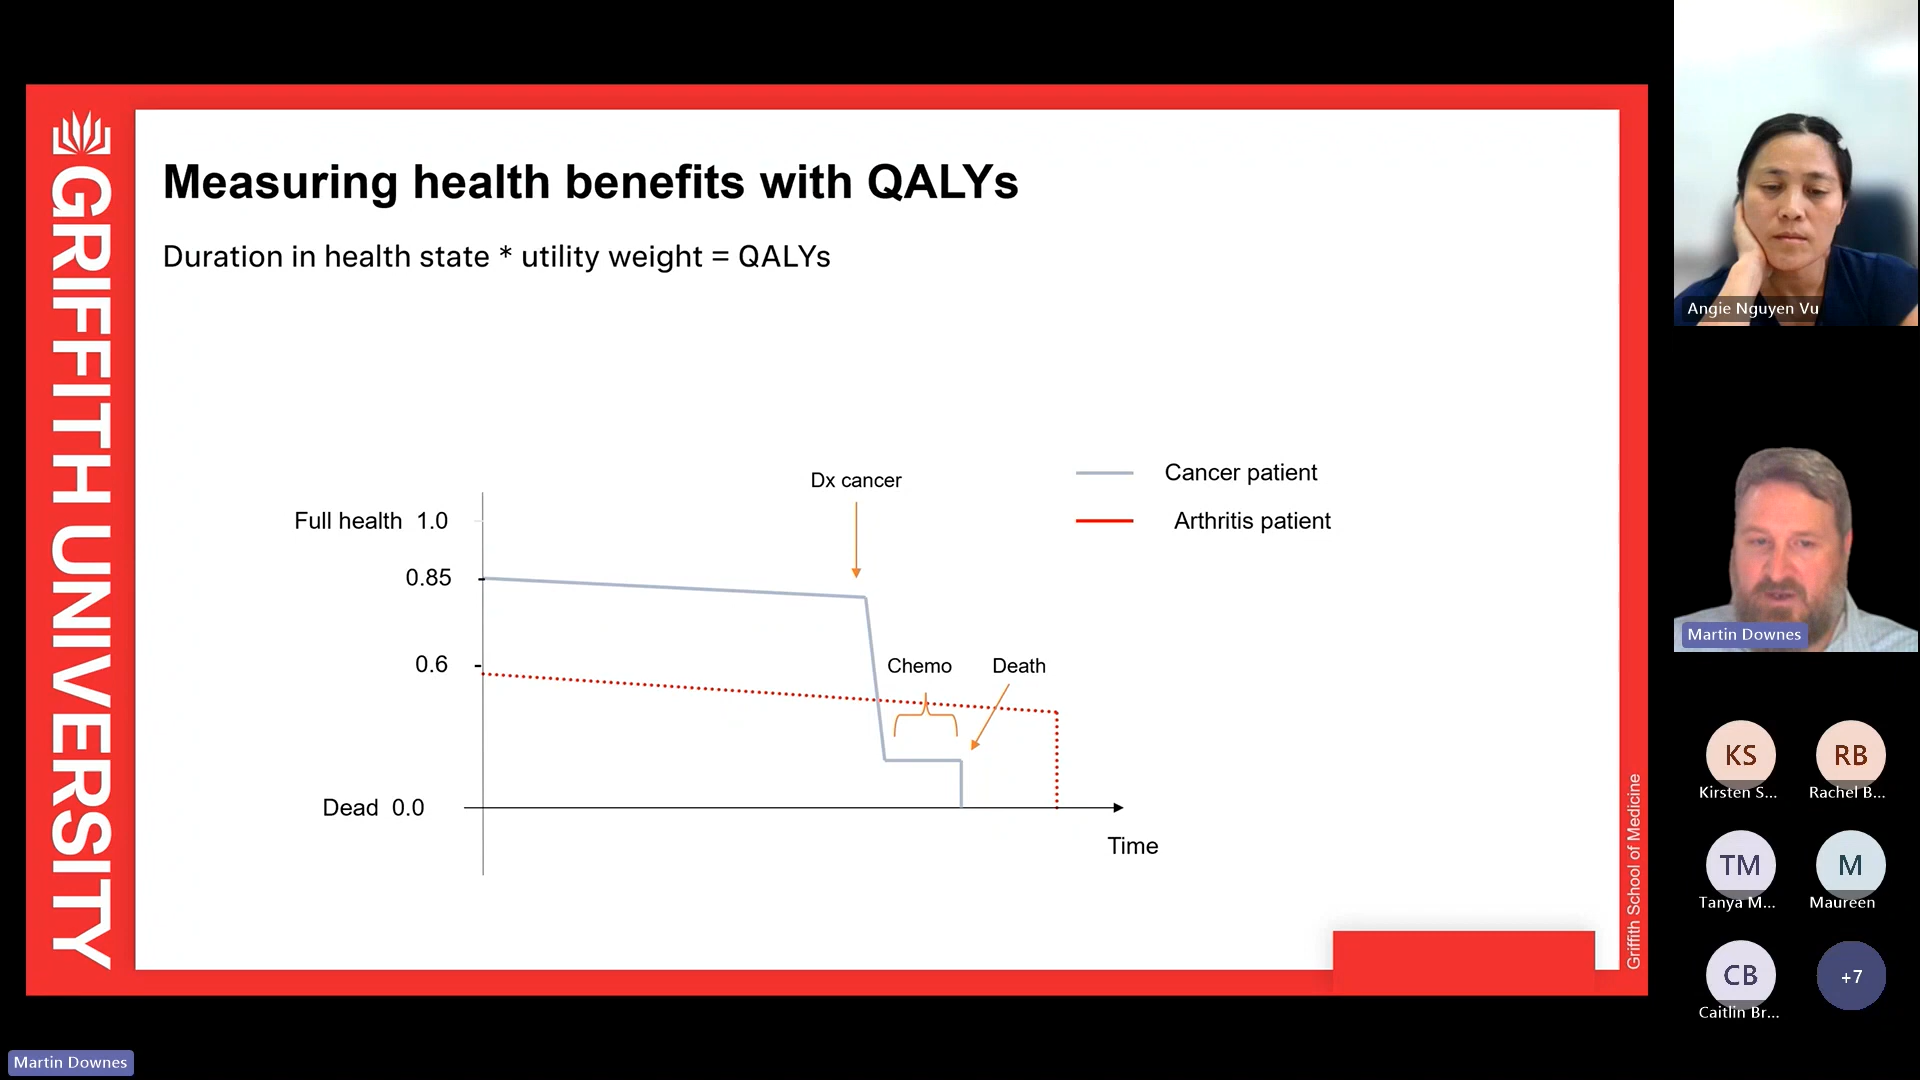 GRIFFITH UNIVERSITY
Measuring health benefits with QALYs
Duration in health state * utility weight = QALYs
Dx cancer
Cancer patient
Arthritis patient
Full health 1.0
0.85
0.6
Chemo
Death
Dead 0.0
Time
Griffith School of Medicine
Angie Nguyen Vu
Martin Downes
KS
Kirsten S...
RB
Rachel B...
TM
Tanya M...
M
Maureen
CB
Caitlin Br...
+7
Martin Downes